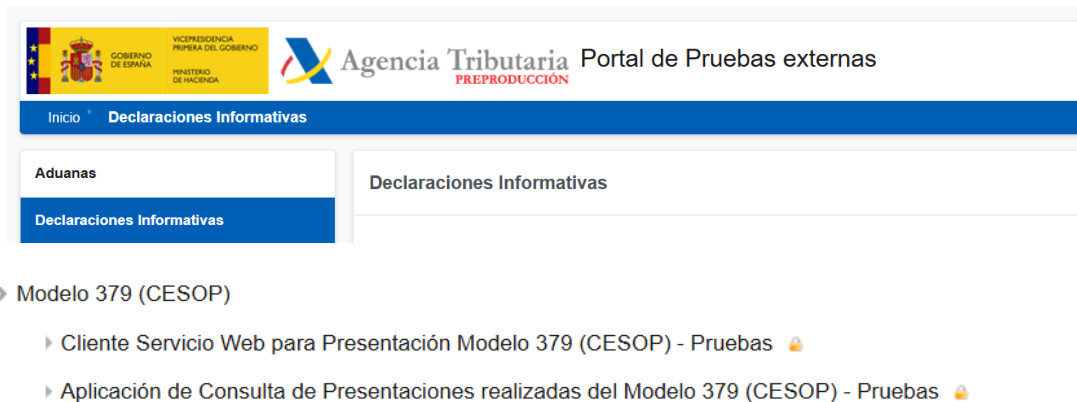 GOBIERNO
DE ESPAÑA
VICEPRESIDENCIA
PRIMERA DEL GOBIERNO
MINISTERIO
DE HACIENDA
Agencia Tributaria
PREPRODUCCIÓN
Portal de Pruebas externas
Inicio Declaraciones Informativas
Aduanas
Declaraciones Informativas
Declaraciones Informativas
Modelo 379 (CESOP)
Cliente Servicio Web para Presentación Modelo 379 (CESOP) - Pruebas
Aplicación de Consulta de Presentaciones realizadas del Modelo 379 (CESOP) - Pruebas